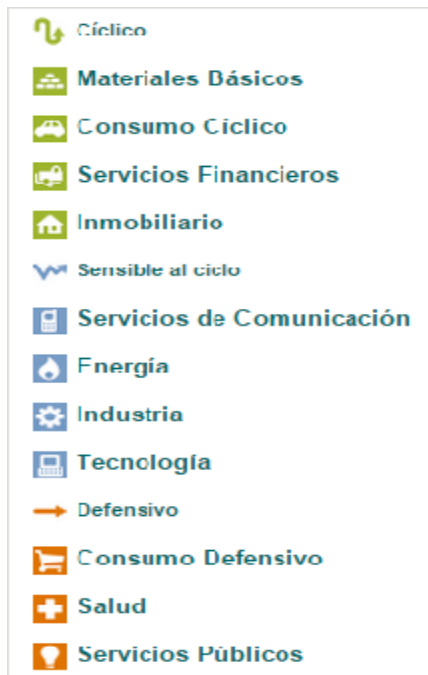 Cíclico
Materiales Básicos
Consumo Cíclico
Servicios Financieros
Inmobiliario
Sensible al ciclo
Servicios de Comunicación
Energía
Industria
Tecnología
Defensivo
Consumo Defensivo
Salud
Servicios Públicos